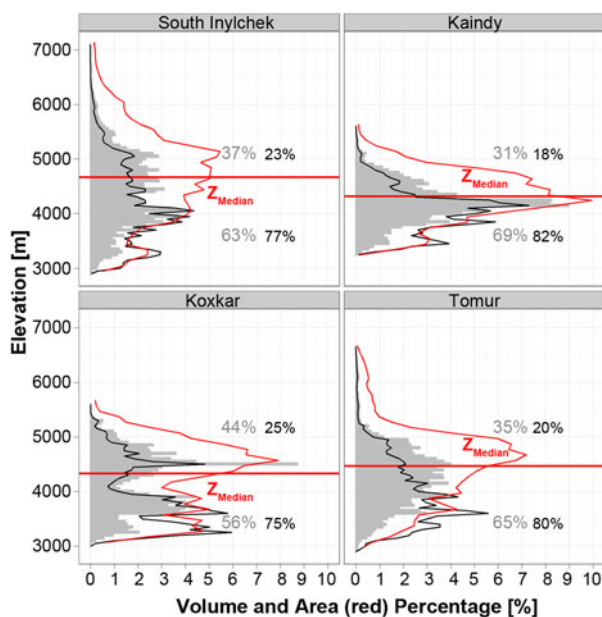 South Inylchek
Kaindy
7000
6000
5000
4000
3000
37% 23%
Z Median
63% 77%
31% 18%
Z Median
69% 82%
Elevation [m]
Koxkar
Tomur
7000
6000
5000
4000
3000
44% 25%
Z Median
56% 75%
35% 20%
Z Median
65% 80%
0 1 2 3 4 5 6 7 8 9 10
0 1 2 3 4 5 6 7 8 9 10
Volume and Area (red) Percentage [%]